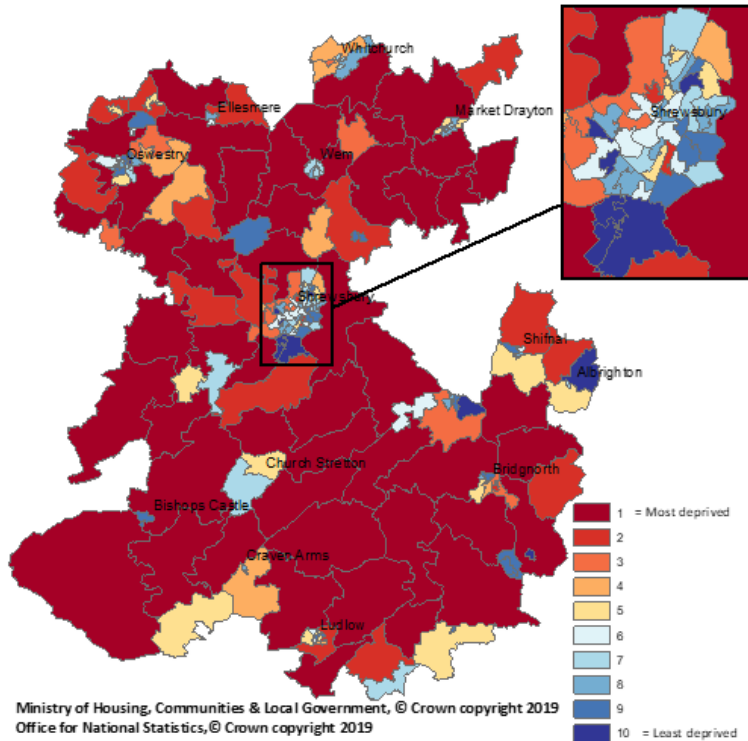 Whitchurch
Ellesmere
Market Drayton
Oswestry
Wem
Shrewsbury
Shrewsbury
Shifnal
Albrighton
Church Stretton
Bridgnorth
Bishops Castle
Craven Arms
Ludlow
1 = Most deprived
2
3
4
5
6
7
8
9
10 = Least deprived
Ministry of Housing, Communities & Local Government, © Crown copyright 2019
Office for National Statistics,© Crown copyright 2019